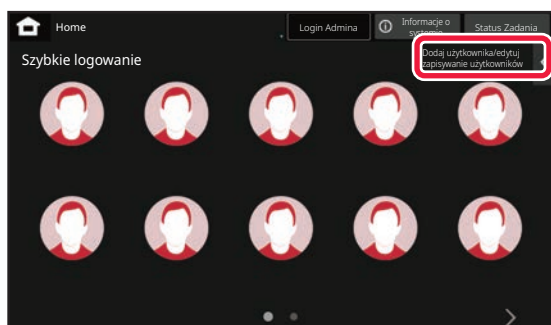 Home
Login Admina
Informacje o
systemie
Status Zadania
Szybkie logowanie
Dodaj użytkownika/edytuj
zapisywanie użytkowników